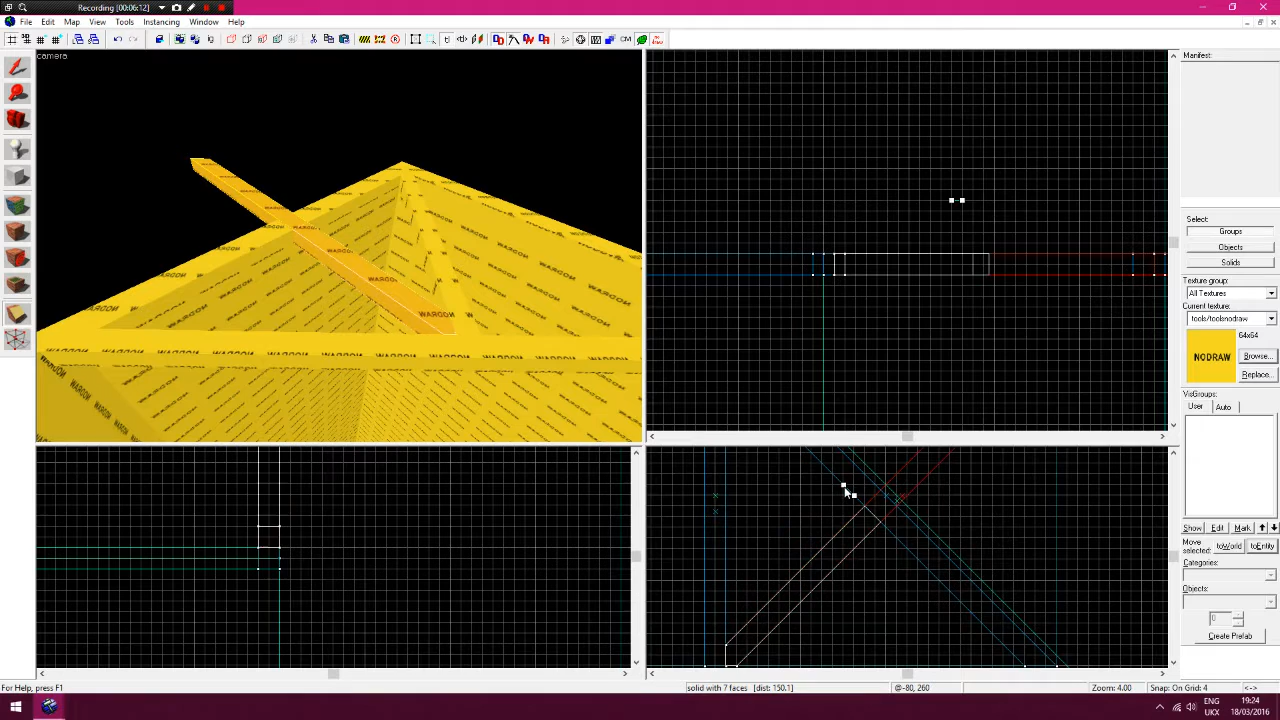 Recording [00:06:12]
File Edit Map View Tools Instancing Window Help
camera
Manifest:
Select:
Groups
Objects
Solids
Texture group:
All Textures
Current texture:
tools/toolsnodraw
64x64
NODRAW
Browse...
Replace...
VisGroups:
User Auto
Show Edit Mark
Move selected: toWorld toEntity
Categories:
Objects:
0
Create Prefab
For Help, press F1
solid with 7 faces [dist: 150.1]
@-80, 260
Zoom: 4.00
Snap: On Grid: 4
<->
ENG
UKX
19:24
18/03/2016